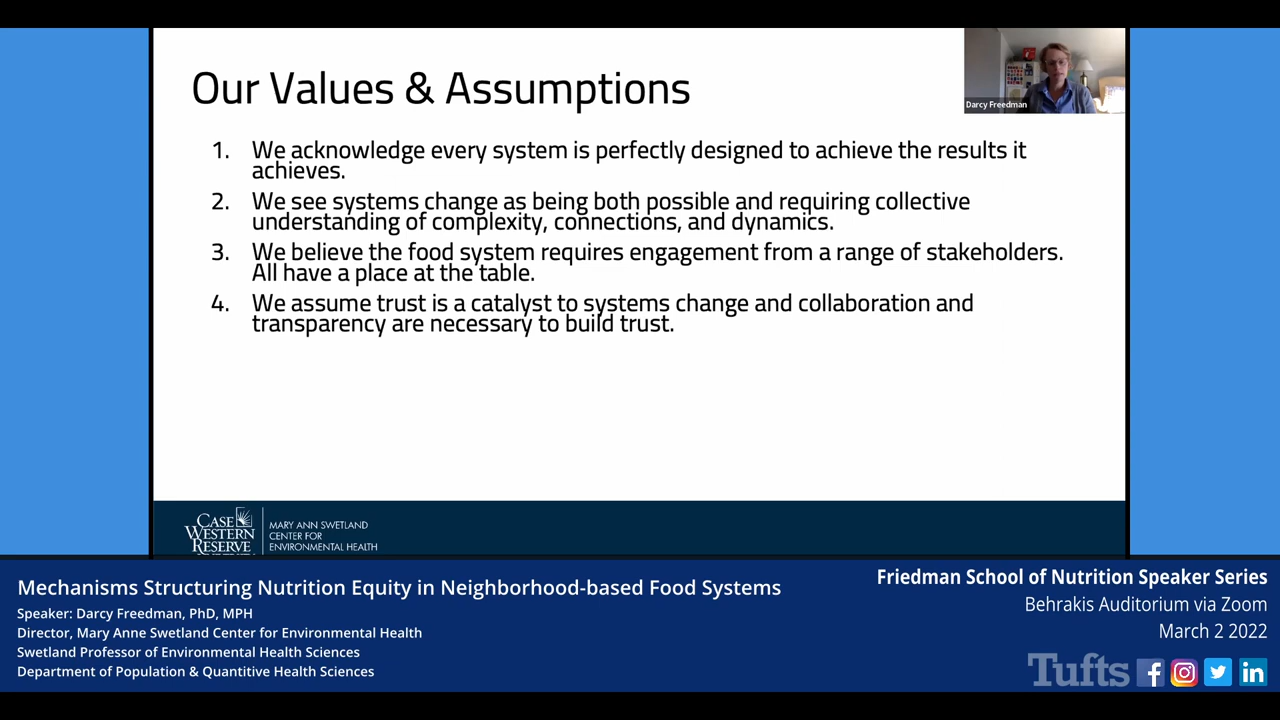 Our Values & Assumptions
Darcy Freedman
1. We acknowledge every system is perfectly designed to achieve the results it
achieves.
2. We see systems change as being both possible and requiring collective
understanding of complexity, connections, and dynamics.
3. We believe the food system requires engagement from a range of stakeholders.
All have a place at the table.
4. We assume trust is a catalyst to systems change and collaboration and
transparency are necessary to build trust.
CASE
WESTERN
RESERVE
MARY ANN SWETLAND
CENTER FOR
ENVIRONMENTAL HEALTH
Mechanisms Structuring Nutrition Equity in Neighborhood-based Food Systems
Speaker: Darcy Freedman, PhD, MPH
Director, Mary Anne Swetland Center for Environmental Health
Swetland Professor of Environmental Health Sciences
Department of Population & Quantitative Health Sciences
Friedman School of Nutrition Speaker Series
Behrakis Auditorium via Zoom
March 2 2022
Tufts